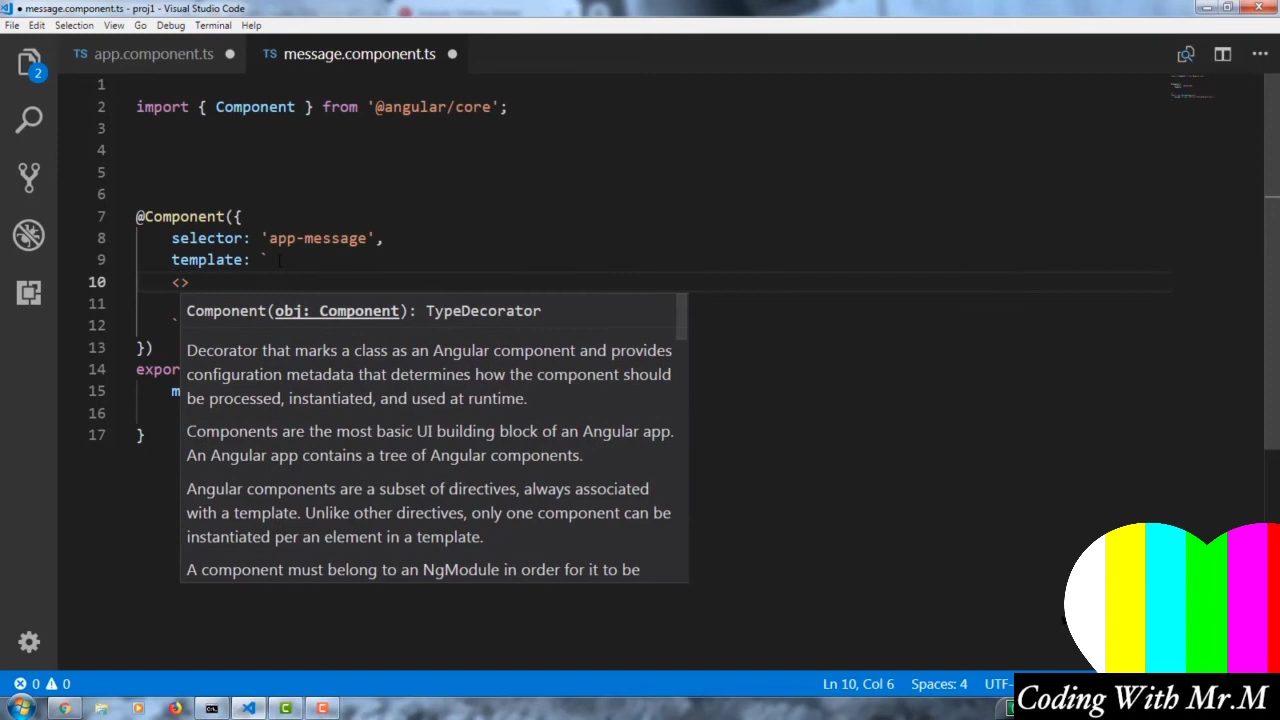 message.component.ts - proj1 - Visual Studio Code
File Edit Selection View Go Debug Terminal Help
TS app.component.ts
TS message.component.ts
2
1
2 import { Component } from '@angular/core';
3
4
5
6
7 @Component({
8 selector: 'app-message',
9 template: `
10 <>
11
12 `
13 })
14 expor
15 m
16
17 }
Component(obj: Component): TypeDecorator
Decorator that marks a class as an Angular component and provides
configuration metadata that determines how the component should
be processed, instantiated, and used at runtime.
Components are the most basic UI building block of an Angular app.
An Angular app contains a tree of Angular components.
Angular components are a subset of directives, always associated
with a template. Unlike other directives, only one component can be
instantiated per an element in a template.
A component must belong to an NgModule in order for it to be
0 0 Ln 10, Col 6 Spaces: 4 UTF-
Coding With Mr.M